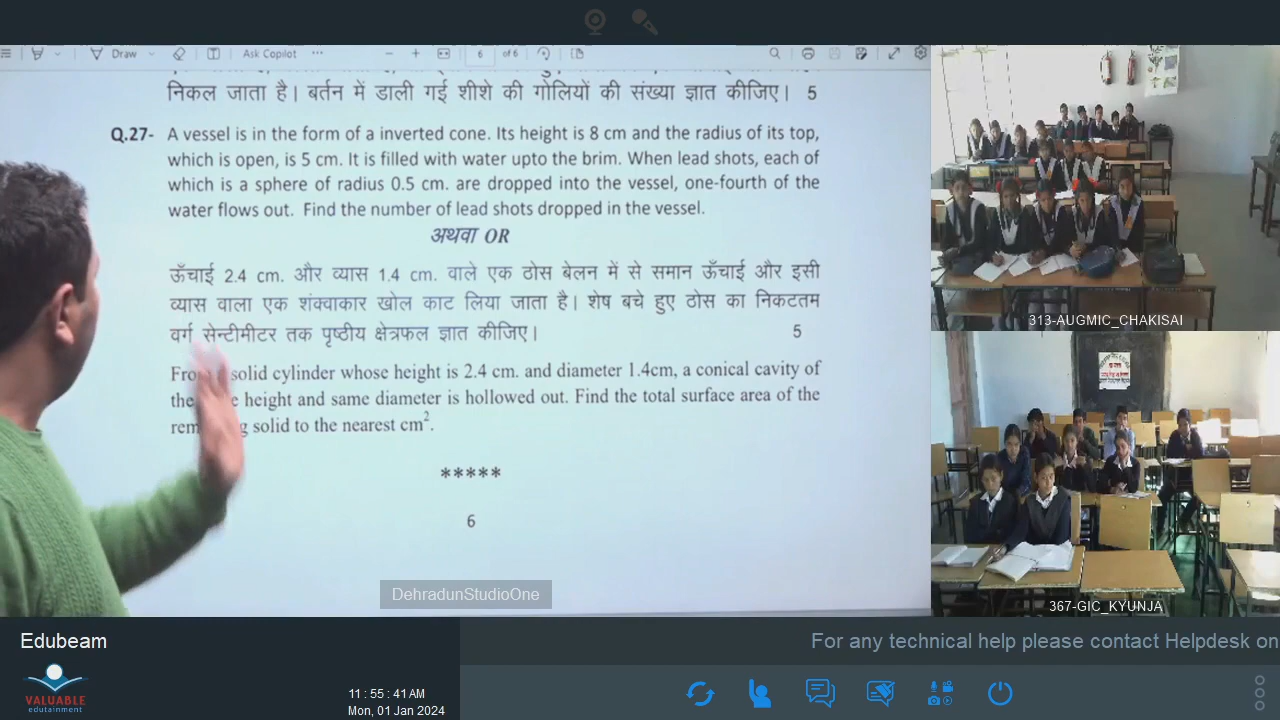 Draw
Ask Copilot
6
of 6
निकल जाता है। बर्तन में डाली गई शीशे की गोलियों की संख्या ज्ञात कीजिए। 5
Q.27- A vessel is in the form of a inverted cone. Its height is 8 cm and the radius of its top,
which is open, is 5 cm. It is filled with water upto the brim. When lead shots, each of
which is a sphere of radius 0.5 cm. are dropped into the vessel, one-fourth of the
water flows out. Find the number of lead shots dropped in the vessel.
अथवा OR
ऊँचाई 2.4 cm. और व्यास 1.4 cm. वाले एक ठोस बेलन में से समान ऊँचाई और इसी
व्यास वाला एक शंक्वाकार खोल काट लिया जाता है। शेष बचे हुए ठोस का निकटतम
वर्ग सेन्टीमीटर तक पृष्ठीय क्षेत्रफल ज्ञात कीजिए। 5
solid cylinder whose height is 2.4 cm. and diameter 1.4cm, a conical cavity of
the height and same diameter is hollowed out. Find the total surface area of the
solid to the nearest cm².
*****
6
DehradunStudioOne
313-AUGMIC_CHAKISAI
367-GIC_KYUNJA
Edubeam
VALUABLE
edutainment
11 : 55 : 41 AM
Mon, 01 Jan 2024
For any technical help please contact Helpdesk on